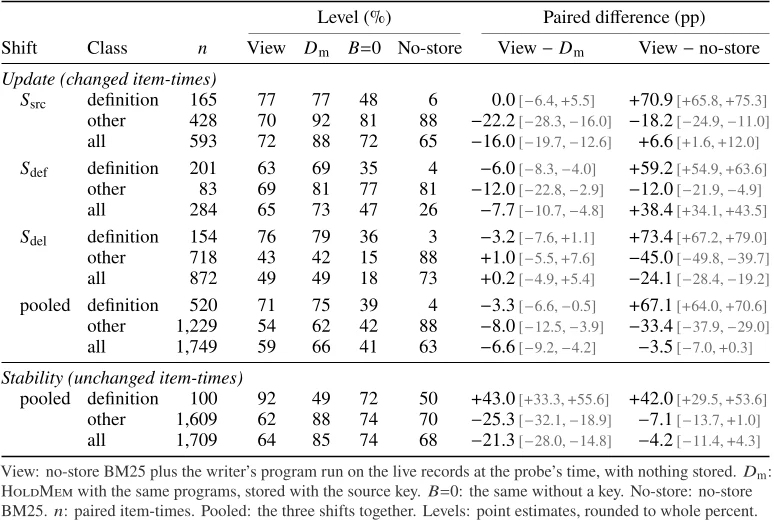 Level (%) Paired difference (pp)
Shift Class n View Dm B=0 No-store View − Dm View − no-store
Update (changed item-times)
Ssrc definition 165 77 77 48 6 0.0 [−6.4, +5.5] +70.9 [+65.8, +75.3]
other 428 70 92 81 88 −22.2 [−28.3, −16.0] −18.2 [−24.9, −11.0]
all 593 72 88 72 65 −16.0 [−19.7, −12.6] +6.6 [+1.6, +12.0]
Sdef definition 201 63 69 35 4 −6.0 [−8.3, −4.0] +59.2 [+54.9, +63.6]
other 83 69 81 77 81 −12.0 [−22.8, −2.9] −12.0 [−21.9, −4.9]
all 284 65 73 47 26 −7.7 [−10.7, −4.8] +38.4 [+34.1, +43.5]
Sdel definition 154 76 79 36 3 −3.2 [−7.6, +1.1] +73.4 [+67.2, +79.0]
other 718 43 42 15 88 +1.0 [−5.5, +7.6] −45.0 [−49.8, −39.7]
all 872 49 49 18 73 +0.2 [−4.9, +5.4] −24.1 [−28.4, −19.2]
pooled definition 520 71 75 39 4 −3.3 [−6.6, −0.5] +67.1 [+64.0, +70.6]
other 1,229 54 62 42 88 −8.0 [−12.5, −3.9] −33.4 [−37.9, −29.0]
all 1,749 59 66 41 63 −6.6 [−9.2, −4.2] −3.5 [−7.0, +0.3]
Stability (unchanged item-times)
pooled definition 100 92 49 72 50 +43.0 [+33.3, +55.6] +42.0 [+29.5, +53.6]
other 1,609 62 88 74 70 −25.3 [−32.1, −18.9] −7.1 [−13.7, +1.0]
all 1,709 64 85 74 68 −21.3 [−28.0, −14.8] −4.2 [−11.4, +4.3]
View: no-store BM25 plus the writer's program run on the live records at the probe's time, with nothing stored. Dm:
HOLDMEM with the same programs, stored with the source key. B=0: the same without a key. No-store: no-store
BM25. n: paired item-times. Pooled: the three shifts together. Levels: point estimates, rounded to whole percent.